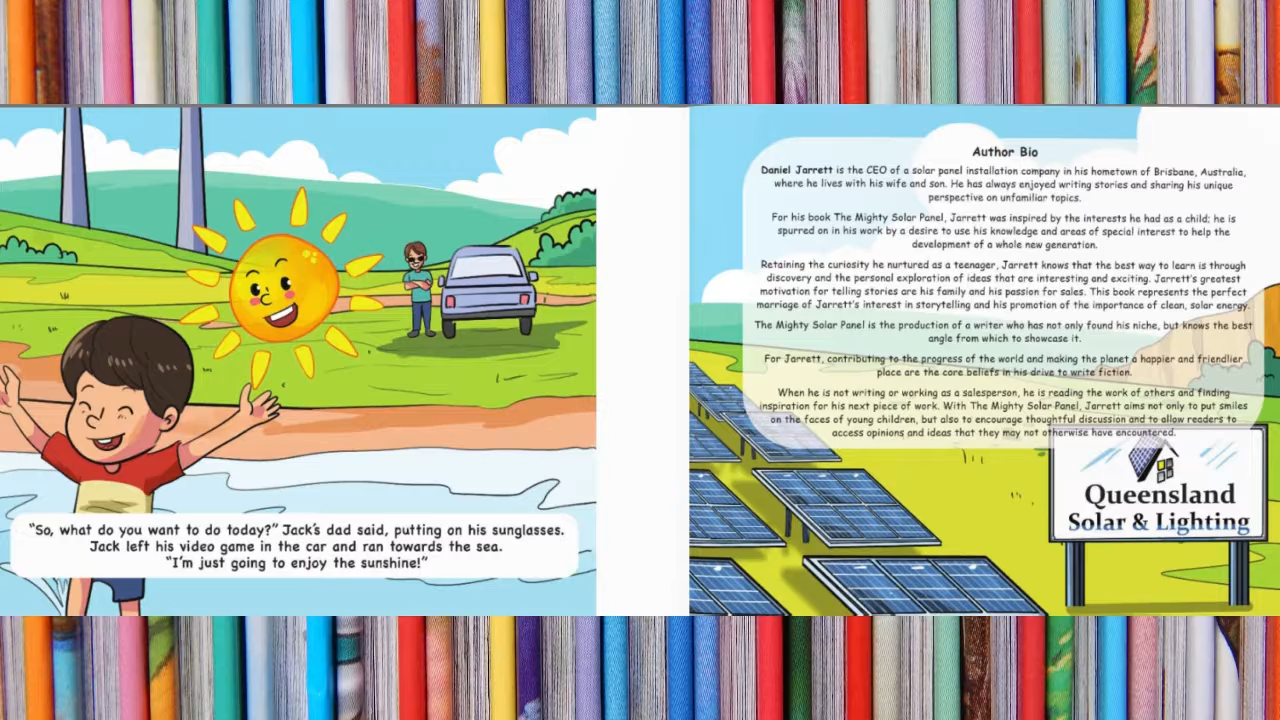 “So, what do you want to do today?” Jack’s dad said, putting on his sunglasses.
Jack left his video game in the car and ran towards the sea.
“I’m just going to enjoy the sunshine!”
Author Bio
Daniel Jarrett is the CEO of a solar panel installation company in his hometown of Brisbane, Australia,
where he lives with his wife and son. He has always enjoyed writing stories and sharing his unique
perspective on unfamiliar topics.
For his book The Mighty Solar Panel, Jarrett was inspired by the interests he had as a child; he is
spurred on in his work by a desire to use his knowledge and areas of special interest to help the
development of a whole new generation.
Retaining the curiosity he nurtured as a teenager, Jarrett knows that the best way to learn is through
discovery and the personal exploration of ideas that are interesting and exciting. Jarrett’s greatest
motivation for telling stories are his family and his passion for sales. This book represents the perfect
marriage of Jarrett’s interest in storytelling and his promotion of the importance of clean, solar energy.
The Mighty Solar Panel is the production of a writer who has not only found his niche, but knows the best
angle from which to showcase it.
For Jarrett, contributing to the progress of the world and making the planet a happier and friendlier
place are the core beliefs in his drive to write fiction.
When he is not writing or working as a salesperson, he is reading the work of others and finding
inspiration for his next piece of work. With The Mighty Solar Panel, Jarrett aims not only to put smiles
on the faces of young children, but also to encourage thoughtful discussion and to allow readers to
access opinions and ideas that they may not otherwise have encountered.
Queensland
Solar & Lighting